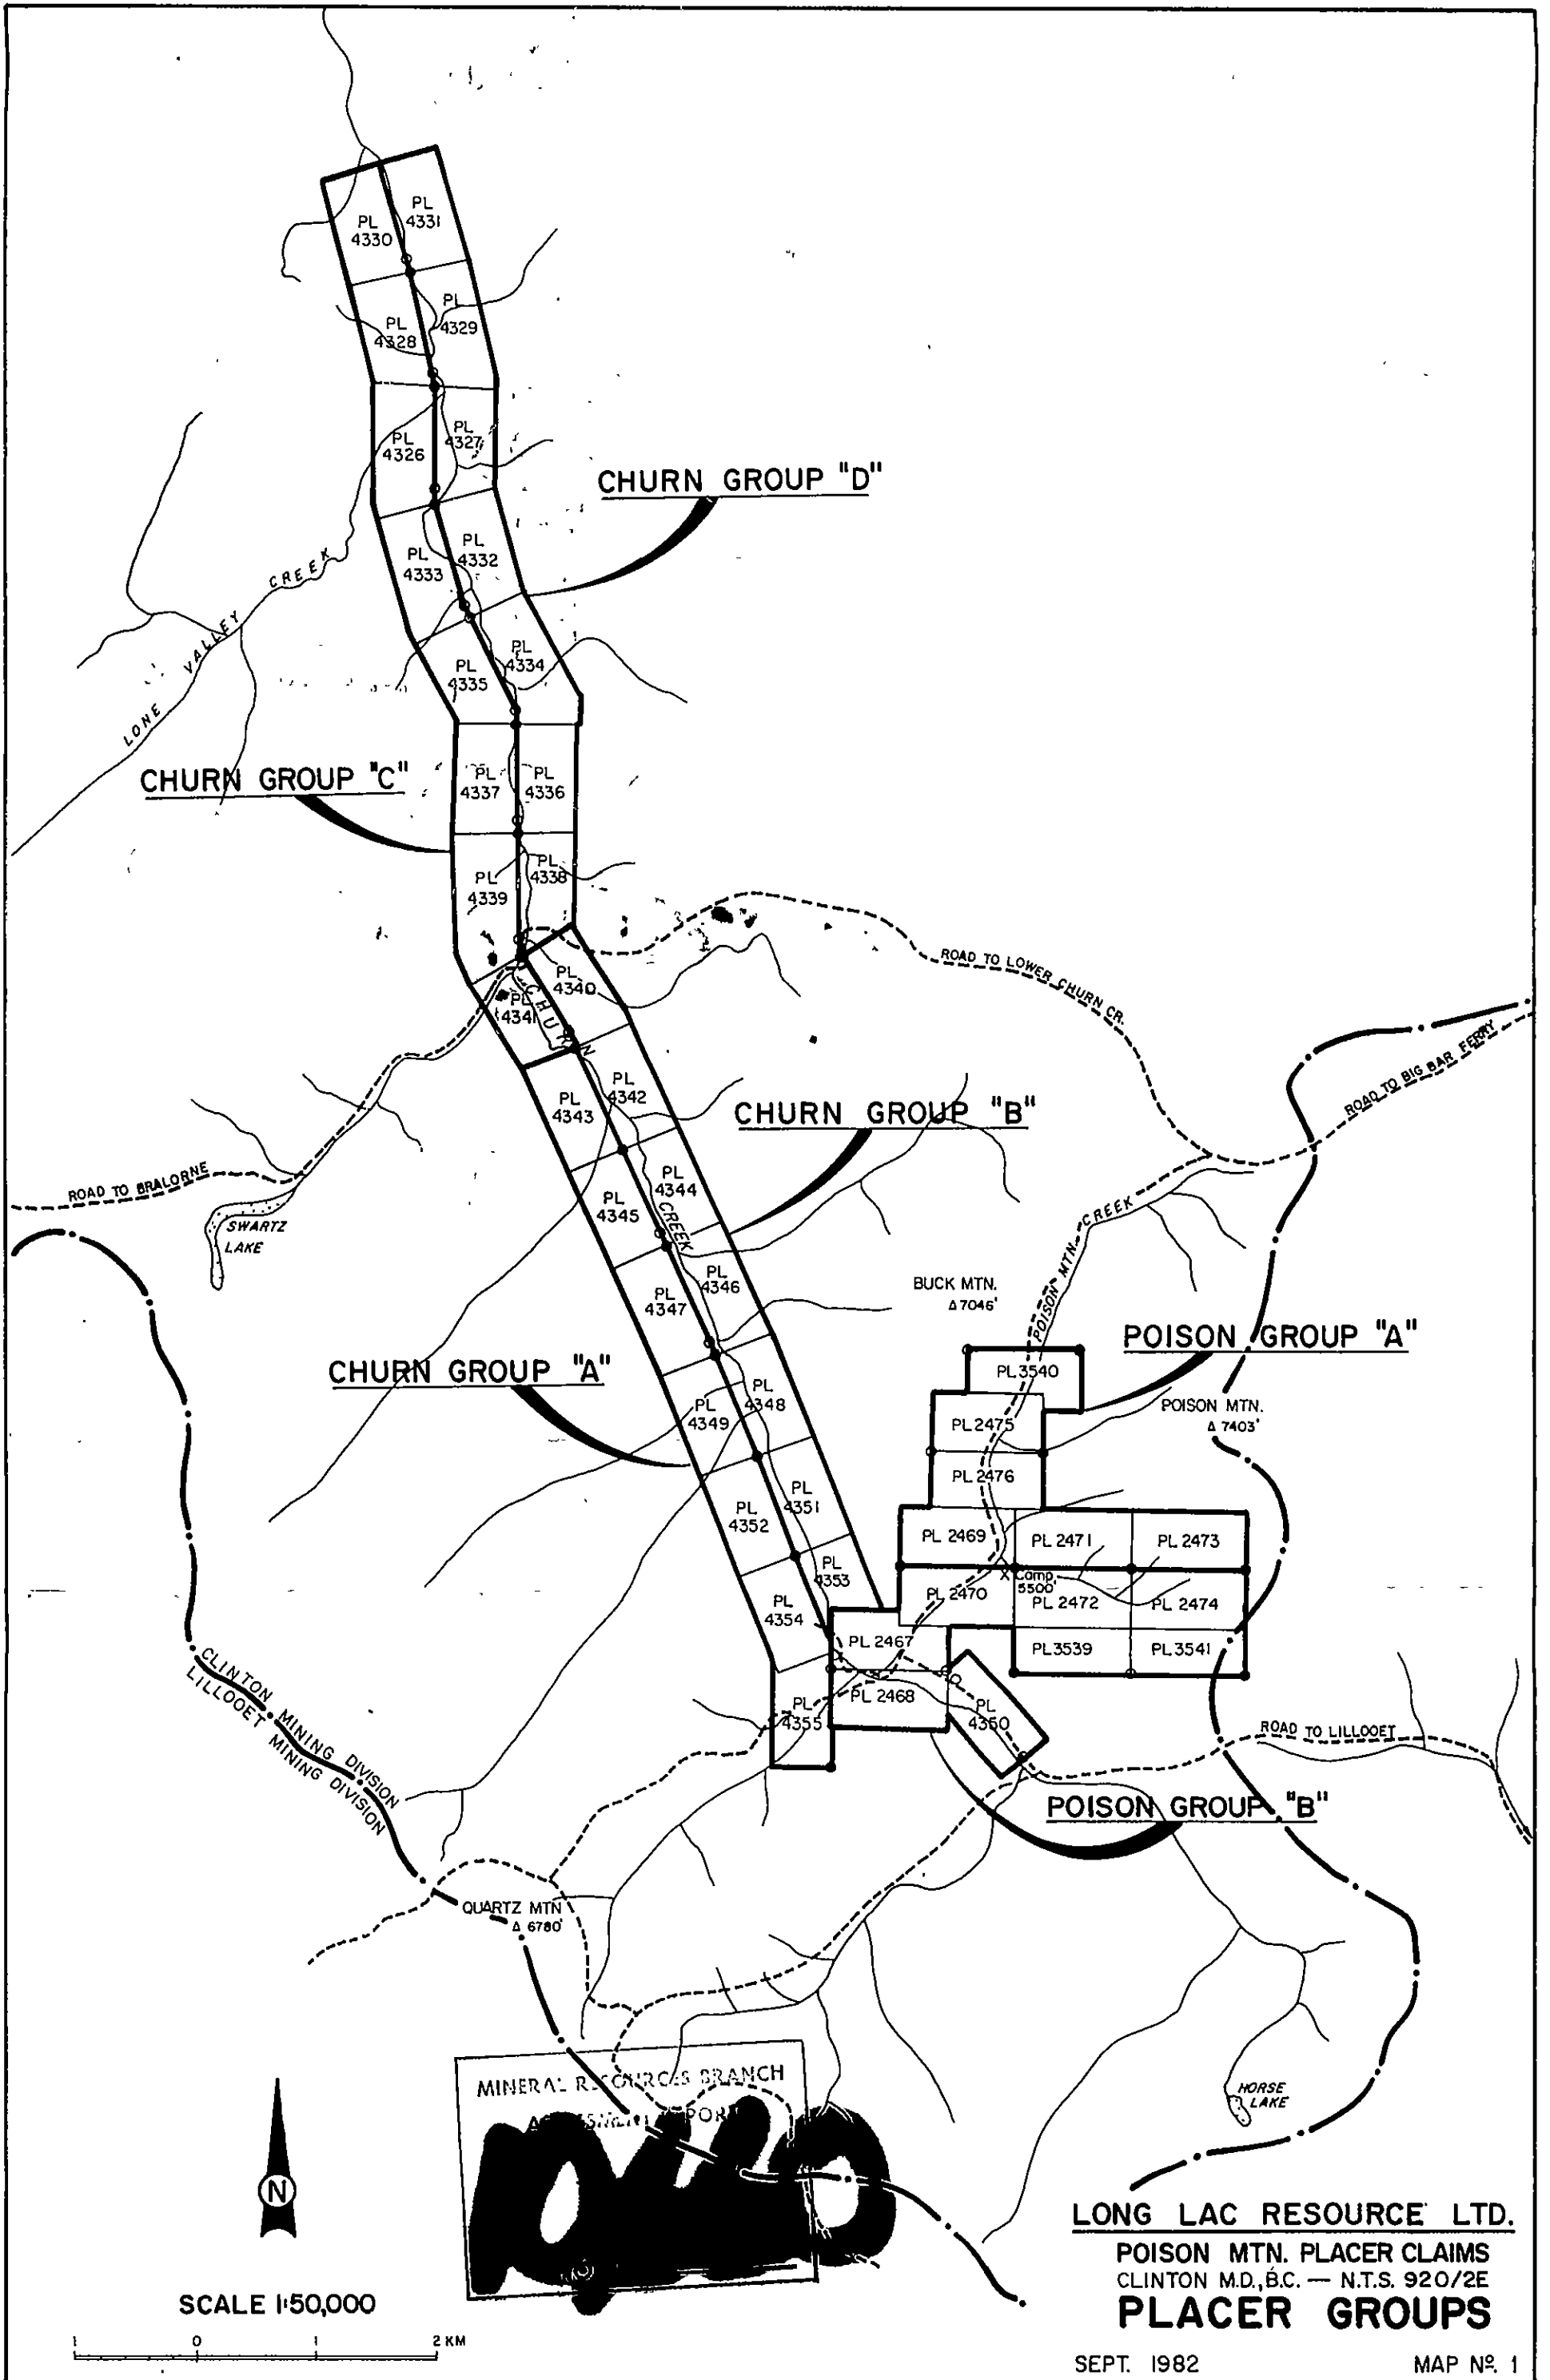 PL
4331
PL
4330
PL
4329
PL
4328
PL
4327
PL
4326
CHURN GROUP "D"
PL
4332
PL
4333
LONE VALLEY CREEK
PL
4334
PL
4335
CHURN GROUP "C"
PL
4337
PL
4336
PL
4338
PL
4339
ROAD TO LOWER CHURN CR.
PL
4340
PL
4341
CHURN
CREEK
ROAD TO BIG BAR FERRY
PL
4342
PL
4343
CHURN GROUP "B"
ROAD TO BRALORNE
SWARTZ
LAKE
PL
4344
PL
4345
POISON MTN. CREEK
BUCK MTN.
Δ 7046'
PL
4346
PL
4347
POISON GROUP "A"
CHURN GROUP "A"
PL 3540
POISON MTN.
Δ 7403'
PL
4348
PL
4349
PL 2475
PL 2476
PL
4351
PL
4352
PL 2469
PL 2471
PL 2473
PL
4353
X Camp
5500'
PL 2470
PL 2472
PL 2474
PL
4354
PL 2467
PL 3539
PL 3541
PL 2468
PL
4355
PL
4350
CLINTON MINING DIVISION
LILLOOET MINING DIVISION
ROAD TO LILLOOET
POISON GROUP "B"
QUARTZ MTN
Δ 6780'
MINERAL RESOURCES BRANCH
ASSESSMENT REPORT
HORSE
LAKE
N
SCALE 1:50,000
1 0 1 2 KM
LONG LAC RESOURCE LTD.
POISON MTN. PLACER CLAIMS
CLINTON M.D., B.C. — N.T.S. 92O/2E
PLACER GROUPS
SEPT. 1982
MAP Nº. 1